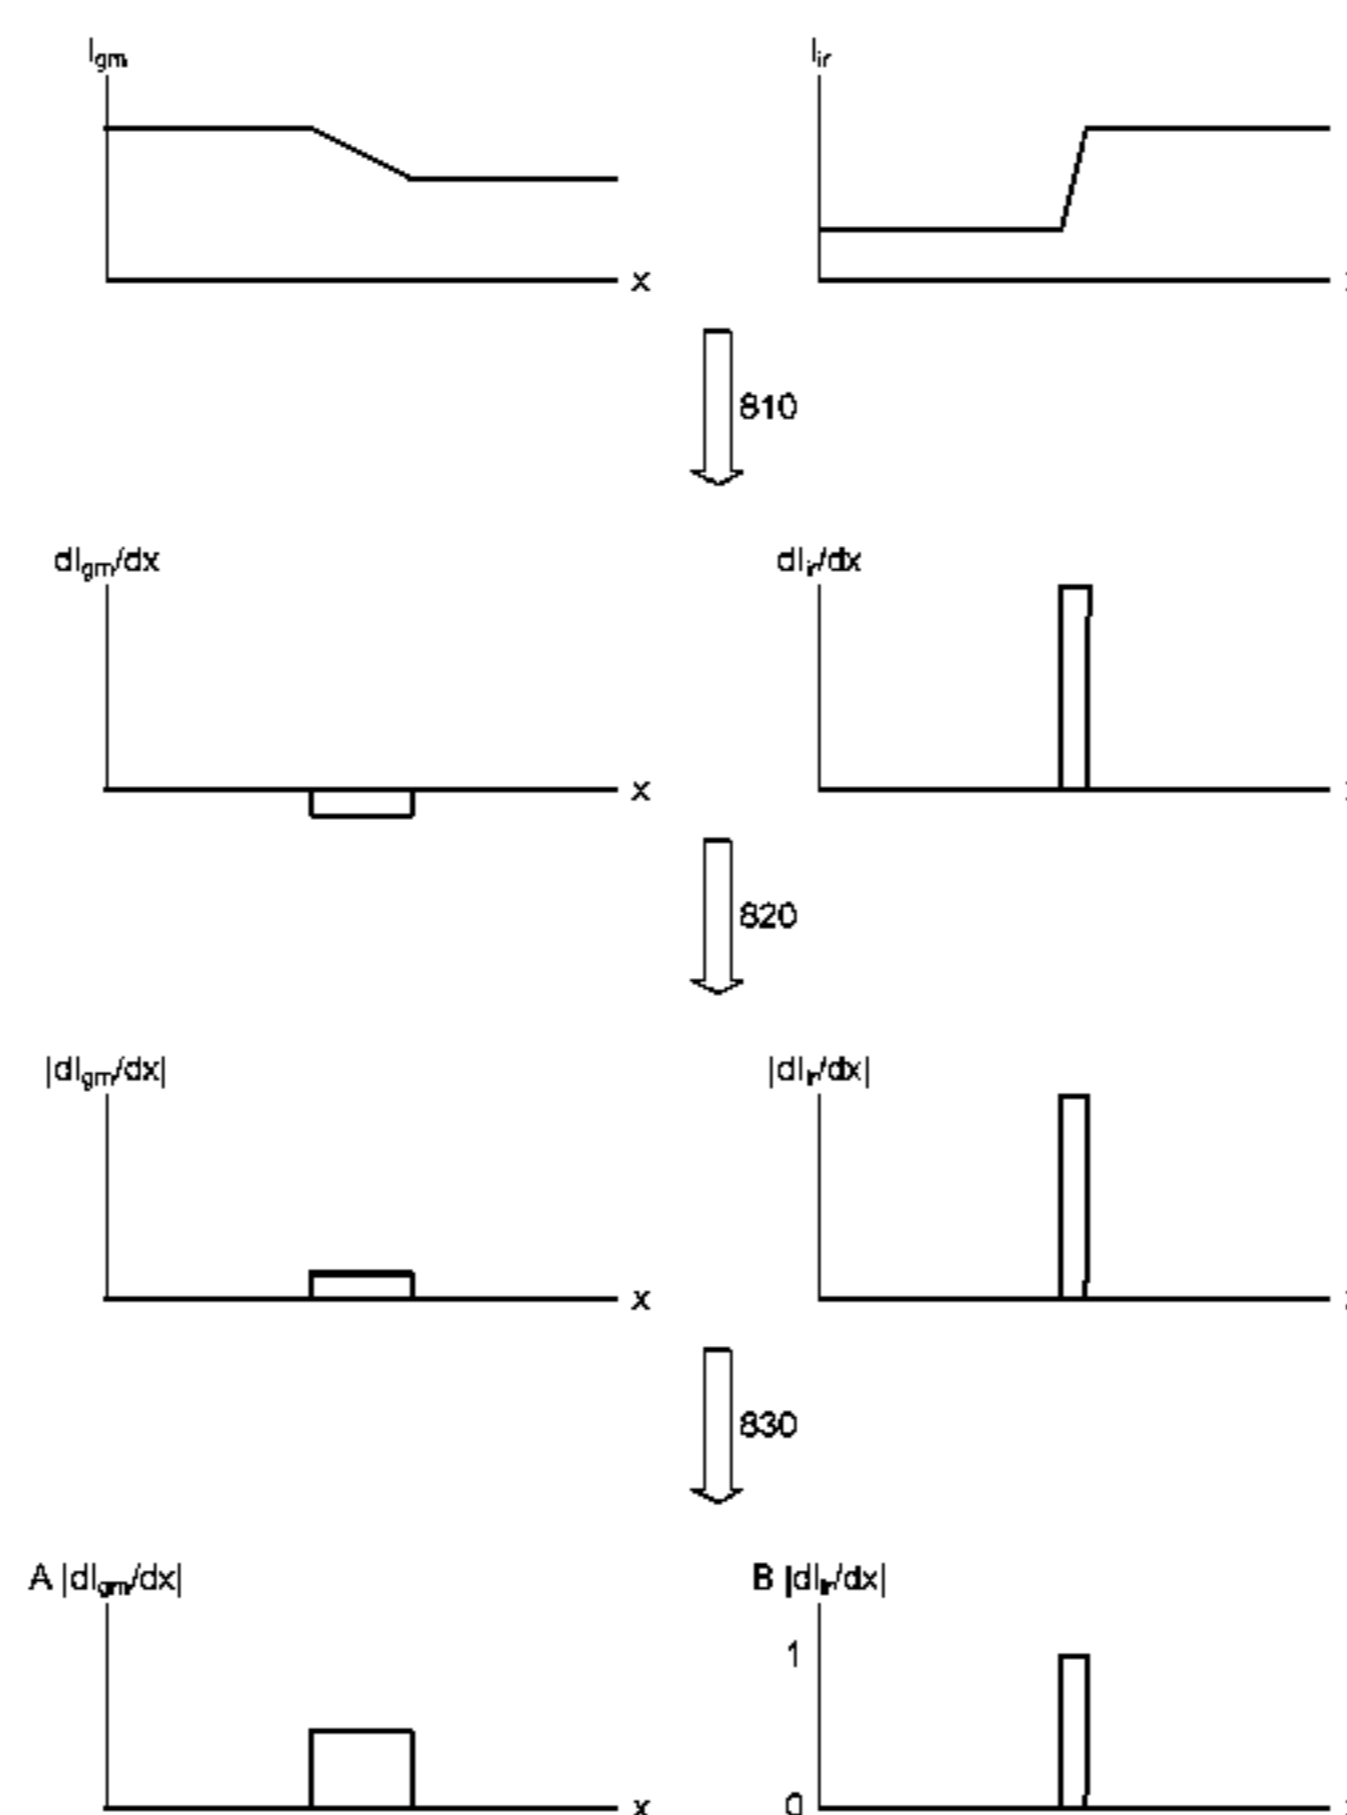 Igm
Iir
x
810
dIgm/dx
dIir/dx
x
820
|dIgm/dx|
|dIir/dx|
x
830
A |dIgm/dx|
B |dIir/dx|
1
0
x